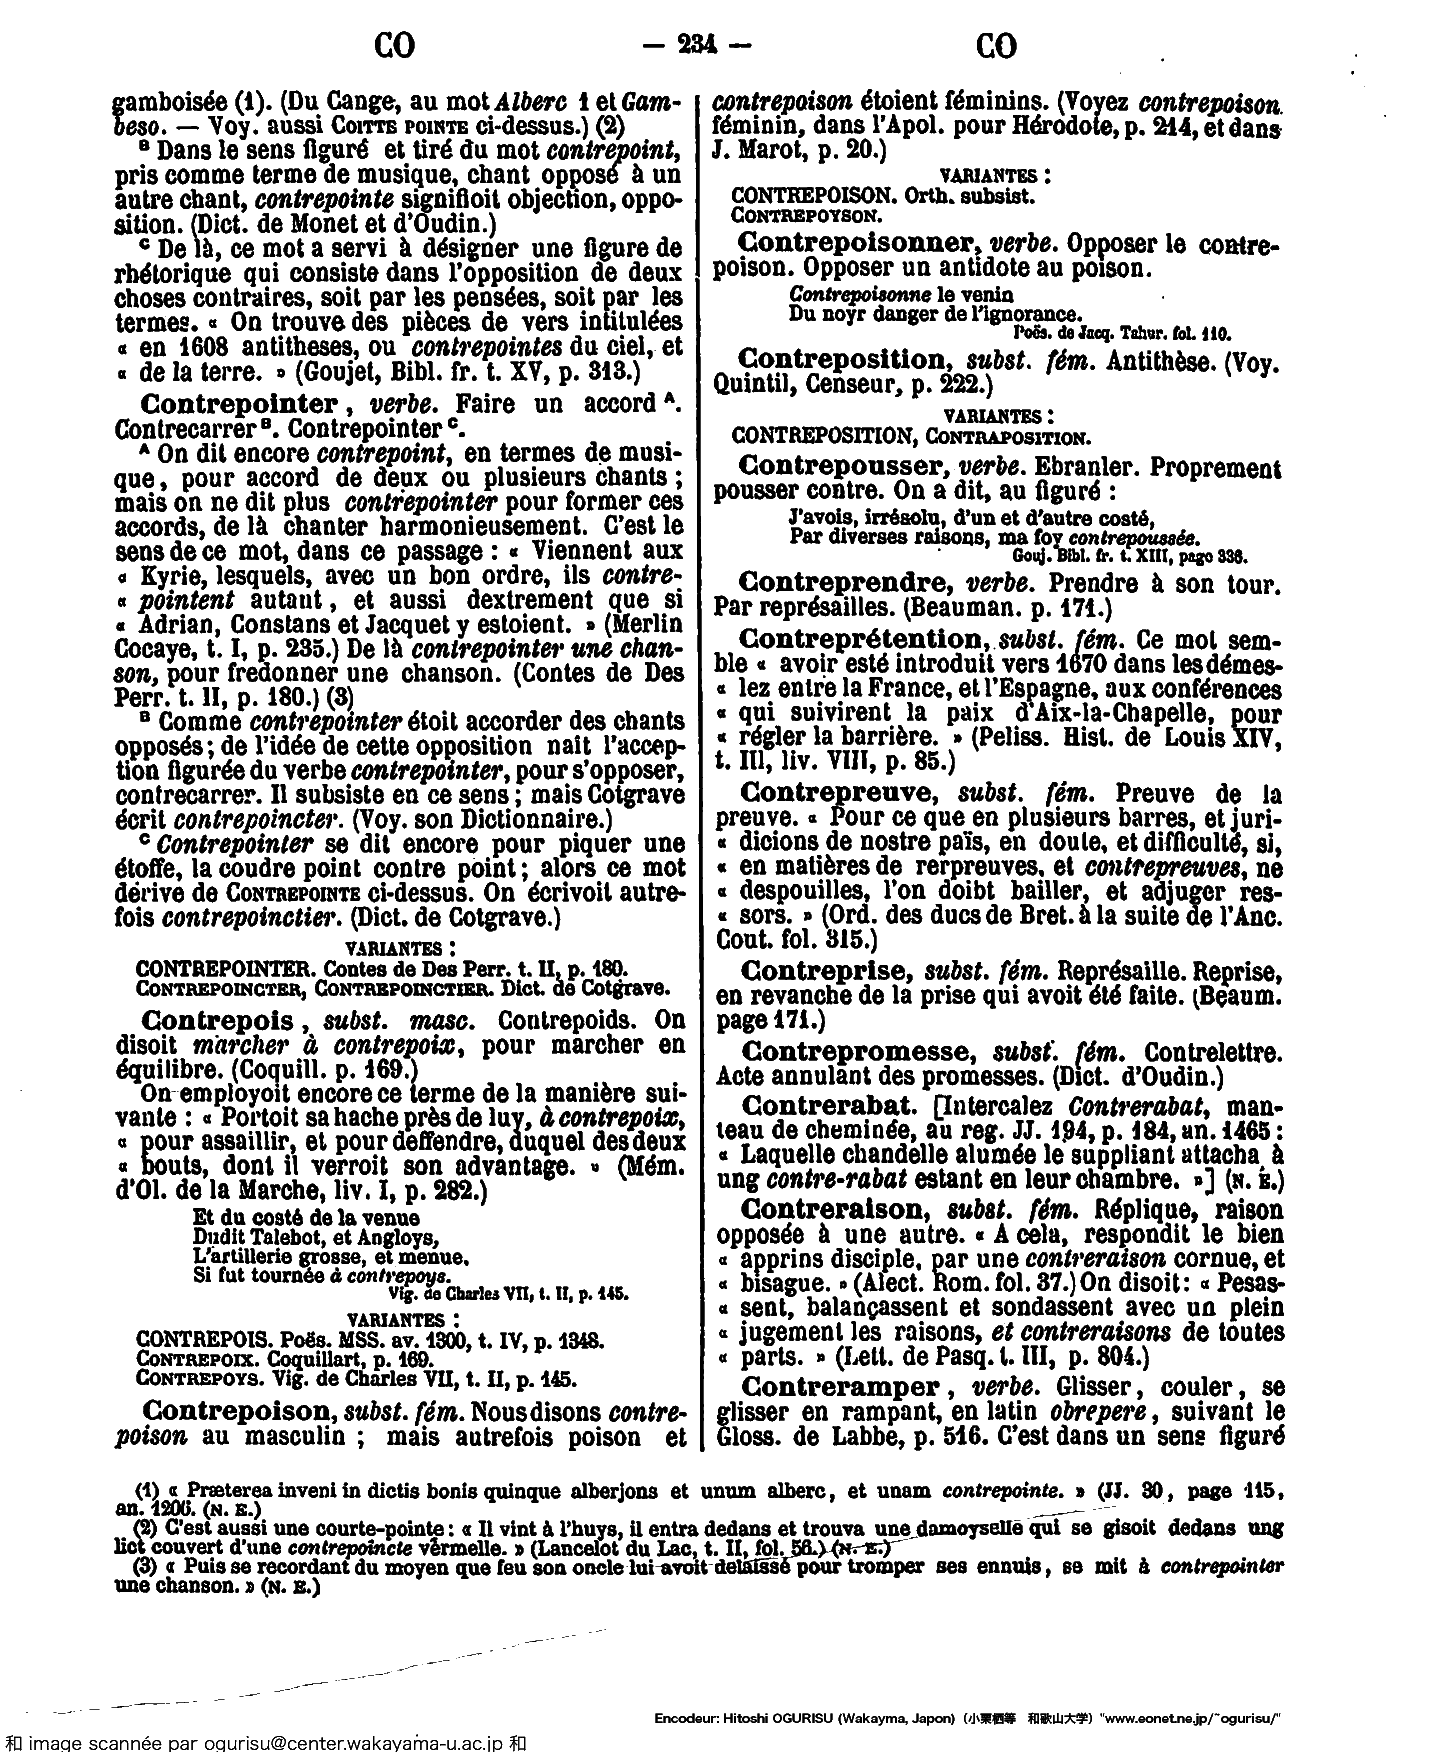 CO — 234 — CO
gamboisée (1). (Du Cange, au mot Alberc 1 et Gam-
beso. — Voy. aussi COITTE POINTE ci-dessus.) (2)
B Dans le sens figuré et tiré du mot contrepoint,
pris comme terme de musique, chant opposé à un
autre chant, contrepointe signifioit objection, oppo-
sition. (Dict. de Monet et d'Oudin.)
C De là, ce mot a servi à désigner une figure de
rhétorique qui consiste dans l'opposition de deux
choses contraires, soit par les pensées, soit par les
termes. « On trouve des pièces de vers intitulées
« en 1608 antitheses, ou contrepointes du ciel, et
« de la terre. » (Goujet, Bibl. fr. t. XV, p. 313.)
Contrepointer, verbe. Faire un accord A.
Contrecarrer B. Contrepointer C.
A On dit encore contrepoint, en termes de musi-
que, pour accord de deux ou plusieurs chants ;
mais on ne dit plus contrepointer pour former ces
accords, de là chanter harmonieusement. C'est le
sens de ce mot, dans ce passage : « Viennent aux
« Kyrie, lesquels, avec un bon ordre, ils contre-
« pointent autant, et aussi dextrement que si
« Adrian, Constans et Jacquet y estoient. » (Merlin
Cocaye, t. I, p. 235.) De là contrepointer une chan-
son, pour fredonner une chanson. (Contes de Des
Perr. t. II, p. 180.) (3)
B Comme contrepointer étoit accorder des chants
opposés ; de l'idée de cette opposition nait l'accep-
tion figurée du verbe contrepointer, pour s'opposer,
contrecarrer. Il subsiste en ce sens ; mais Cotgrave
écrit contrepoincter. (Voy. son Dictionnaire.)
C Contrepointer se dit encore pour piquer une
étoffe, la coudre point contre point ; alors ce mot
dérive de CONTREPOINTE ci-dessus. On écrivoit autre-
fois contrepoinctier. (Dict. de Cotgrave.)
VARIANTES :
CONTREPOINTER. Contes de Des Perr. t. II, p. 180.
CONTREPOINCTER, CONTREPOINCTIER. Dict. de Cotgrave.
Contrepois, subst. masc. Contrepoids. On
disoit marcher à contrepoix, pour marcher en
équilibre. (Coquill. p. 169.)
On employoit encore ce terme de la manière sui-
vante : « Portoit sa hache près de luy, à contrepoix,
« pour assaillir, et pour deffendre, duquel des deux
« bouts, dont il verroit son advantage. » (Mém.
d'Ol. de la Marche, liv. I, p. 282.)
Et du costé de la venue
Dudit Talebot, et Angloys,
L'artillerie grosse, et menue,
Si fut tournée à contrepoys.
Vig. de Charles VII, t. II, p. 145.
VARIANTES :
CONTREPOIS. Poës. MSS. av. 1300, t. IV, p. 1348.
CONTREPOIX. Coquillart, p. 169.
CONTREPOYS. Vig. de Charles VII, t. II, p. 145.
Contrepoison, subst. fém. Nous disons contre-
poison au masculin ; mais autrefois poison et
contrepoison étoient féminins. (Voyez contrepoison
féminin, dans l'Apol. pour Hérodote, p. 214, et dans
J. Marot, p. 20.)
VARIANTES :
CONTREPOISON. Orth. subsist.
CONTREPOYSON.
Contrepoisonner, verbe. Opposer le contre-
poison. Opposer un antidote au poison.
Contrepoisonne le venin
Du noyr danger de l'ignorance.
Poës. de Jacq. Tahur. fol. 110.
Contreposition, subst. fém. Antithèse. (Voy.
Quintil, Censeur, p. 222.)
VARIANTES :
CONTREPOSITION, CONTRAPOSITION.
Contrepousser, verbe. Ebranler. Proprement
pousser contre. On a dit, au figuré :
J'avois, irrésolu, d'un et d'autre costé,
Par diverses raisons, ma foy contrepoussée.
Gouj. Bibl. fr. t. XIII, page 336.
Contreprendre, verbe. Prendre à son tour.
Par représailles. (Beauman. p. 171.)
Contreprétention, subst. fém. Ce mot sem-
ble « avoir esté introduit vers 1670 dans les démes-
« lez entre la France, et l'Espagne, aux conférences
« qui suivirent la paix d'Aix-la-Chapelle, pour
« régler la barrière. » (Peliss. Hist. de Louis XIV,
t. III, liv. VIII, p. 85.)
Contrepreuve, subst. fém. Preuve de la
preuve. « Pour ce que en plusieurs barres, et juri-
« dicions de nostre païs, en doute, et difficulté, si,
« en matières de rerpreuves, et contrepreuves, ne
« despouilles, l'on doibt bailler, et adjuger res-
« sors. » (Ord. des ducs de Bret. à la suite de l'Anc.
Cout. fol. 315.)
Contreprise, subst. fém. Représaille. Reprise,
en revanche de la prise qui avoit été faite. (Beaum.
page 171.)
Contrepromesse, subst. fém. Contrelettre.
Acte annulant des promesses. (Dict. d'Oudin.)
Contrerabat. [Intercalez Contrerabat, man-
teau de cheminée, au reg. JJ. 194, p. 184, an. 1465 :
« Laquelle chandelle alumée le suppliant attacha à
ung contre-rabat estant en leur chambre. »] (N. E.)
Contreraison, subst. fém. Réplique, raison
opposée à une autre. « A cela, respondit le bien
« apprins disciple, par une contreraison cornue, et
« bisague. » (Alect. Rom. fol. 37.) On disoit : « Pesas-
« sent, balançassent et sondassent avec un plein
« jugement les raisons, et contreraisons de toutes
« parts. » (Lett. de Pasq. t. III, p. 804.)
Contreramper, verbe. Glisser, couler, se
glisser en rampant, en latin obrepere, suivant le
Gloss. de Labbe, p. 516. C'est dans un sens figuré
(1) « Præterea inveni in dictis bonis quinque alberjons et unum alberc, et unam contrepointe. » (JJ. 30, page 115,
an. 1206. (N. E.)
(2) C'est aussi une courte-pointe : « Il vint à l'huys, il entra dedans et trouva une damoyselle qui se gisoit dedans ung
lict couvert d'une contrepoincte vermelle. » (Lancelot du Lac, t. II, fol. 56.) (N. E.)
(3) « Puis se recordant du moyen que feu son oncle lui avoit delaissé pour tromper ses ennuis, se mit à contrepointer
une chanson. » (N. E.)
Encodeur: Hitoshi OGURISU (Wakayma, Japon) (小栗栖等 和歌山大学) "www.eonet.ne.jp/~ogurisu/"
和 image scannée par ogurisu@center.wakayama-u.ac.jp 和